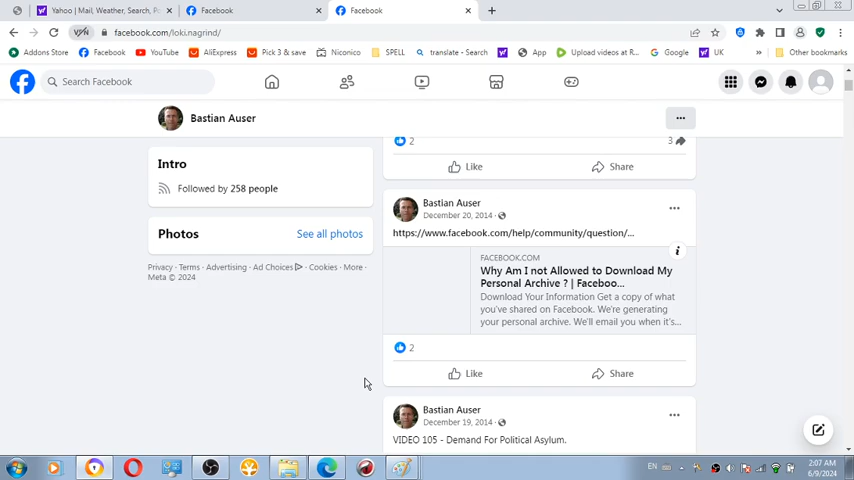 Yahoo | Mail, Weather, Search, Po
Facebook
Facebook
VPN
facebook.com/loki.nagrind/
Addons Store
Facebook
YouTube
AliExpress
Pick 3 & save
Niconico
SPELL
translate - Search
App
Upload videos at R...
Google
UK
»
Other bookmarks
Search Facebook
Bastian Auser
Intro
Followed by 258 people
Photos
See all photos
Privacy · Terms · Advertising · Ad Choices · Cookies · More ·
Meta © 2024
2
3
Like
Share
Bastian Auser
December 20, 2014 ·
https://www.facebook.com/help/community/question/...
FACEBOOK.COM
Why Am I not Allowed to Download My
Personal Archive ? | Faceboo...
Download Your Information Get a copy of what
you've shared on Facebook. We're generating
your personal archive. We'll email you when it's...
2
Like
Share
Bastian Auser
December 19, 2014 ·
VIDEO 105 - Demand For Political Asylum.
EN
2:07 AM
6/9/2024